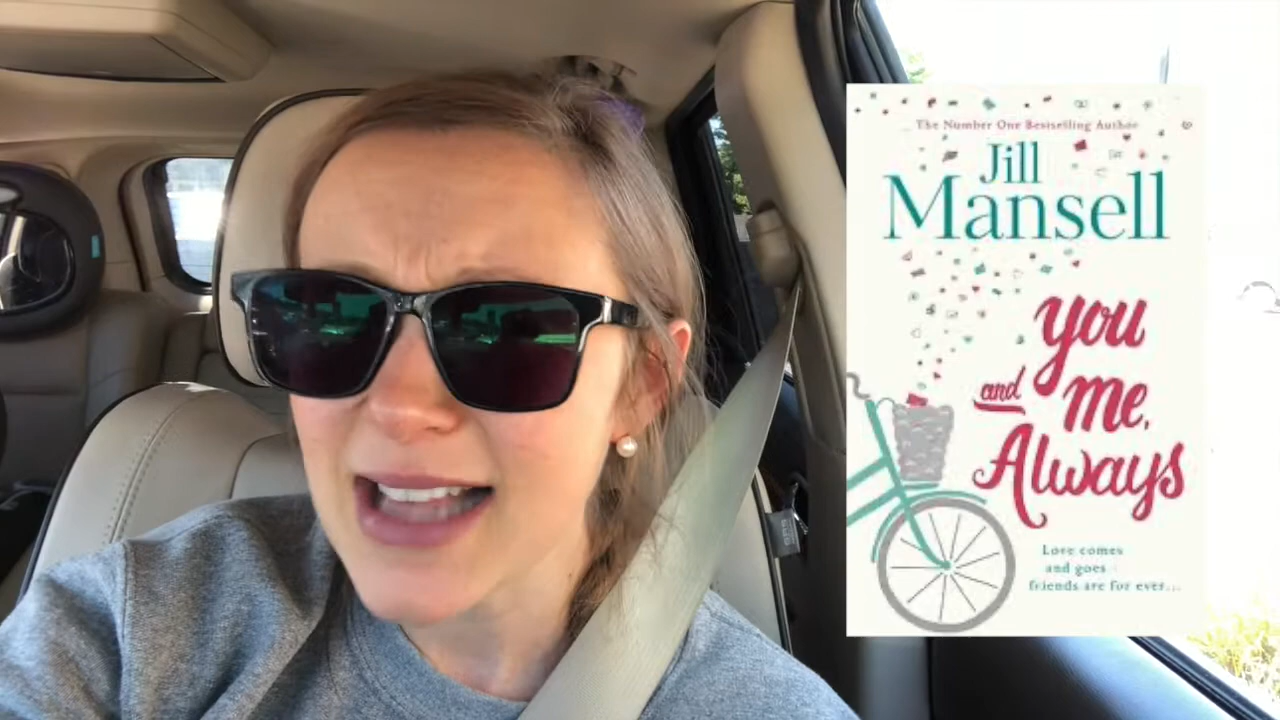 The Number One Bestselling Author
Jill
Mansell
you
and me,
Always
Love comes
and goes –
friends are for ever...